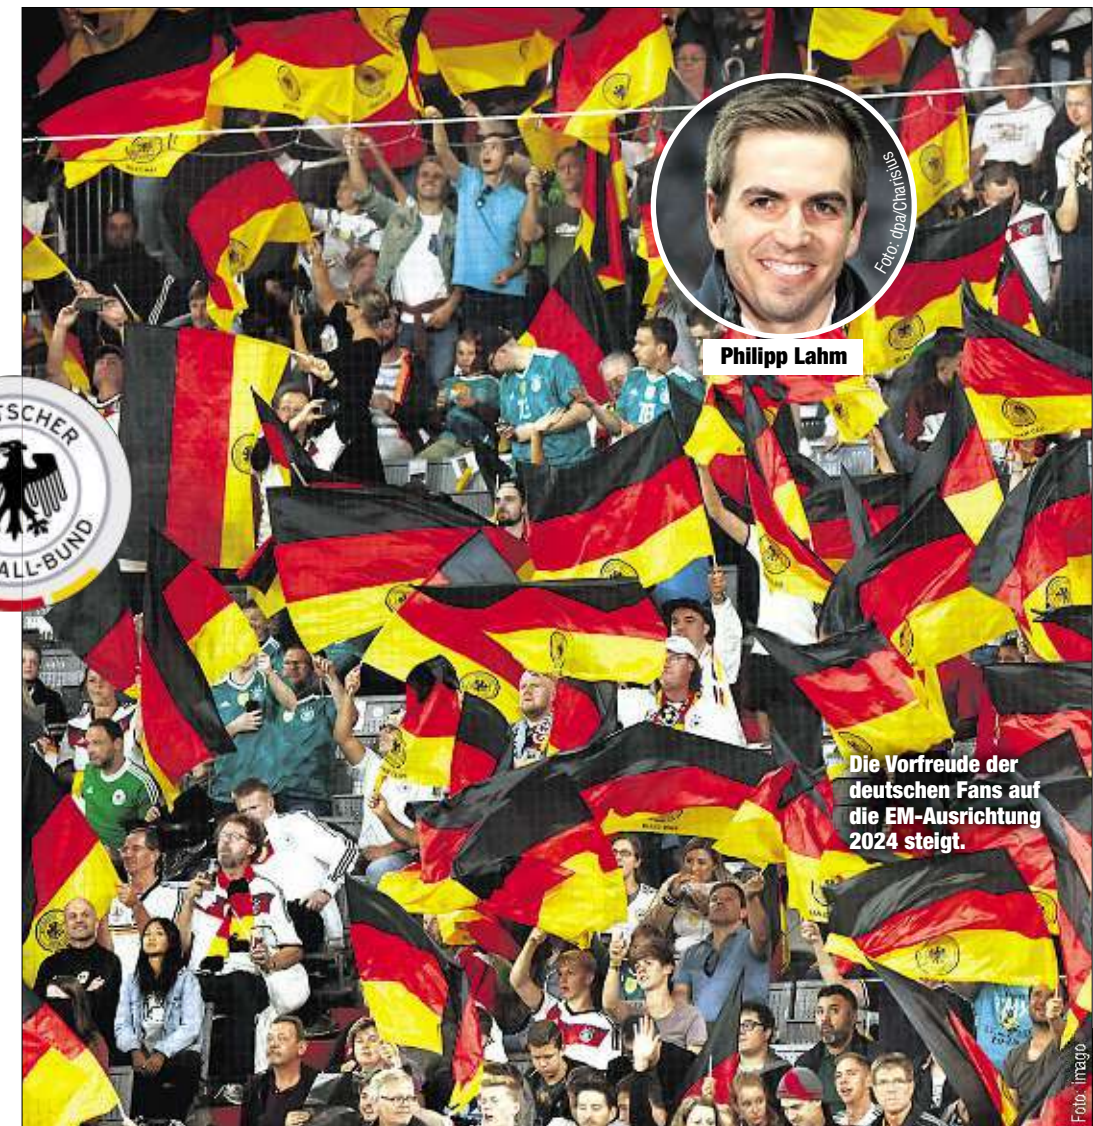 Foto: dpa/Charisius
Philipp Lahm
TSCHER
ALL-BUND
Die Vorfreude der
deutschen Fans auf
die EM-Ausrichtung
2024 steigt.
Foto: imago